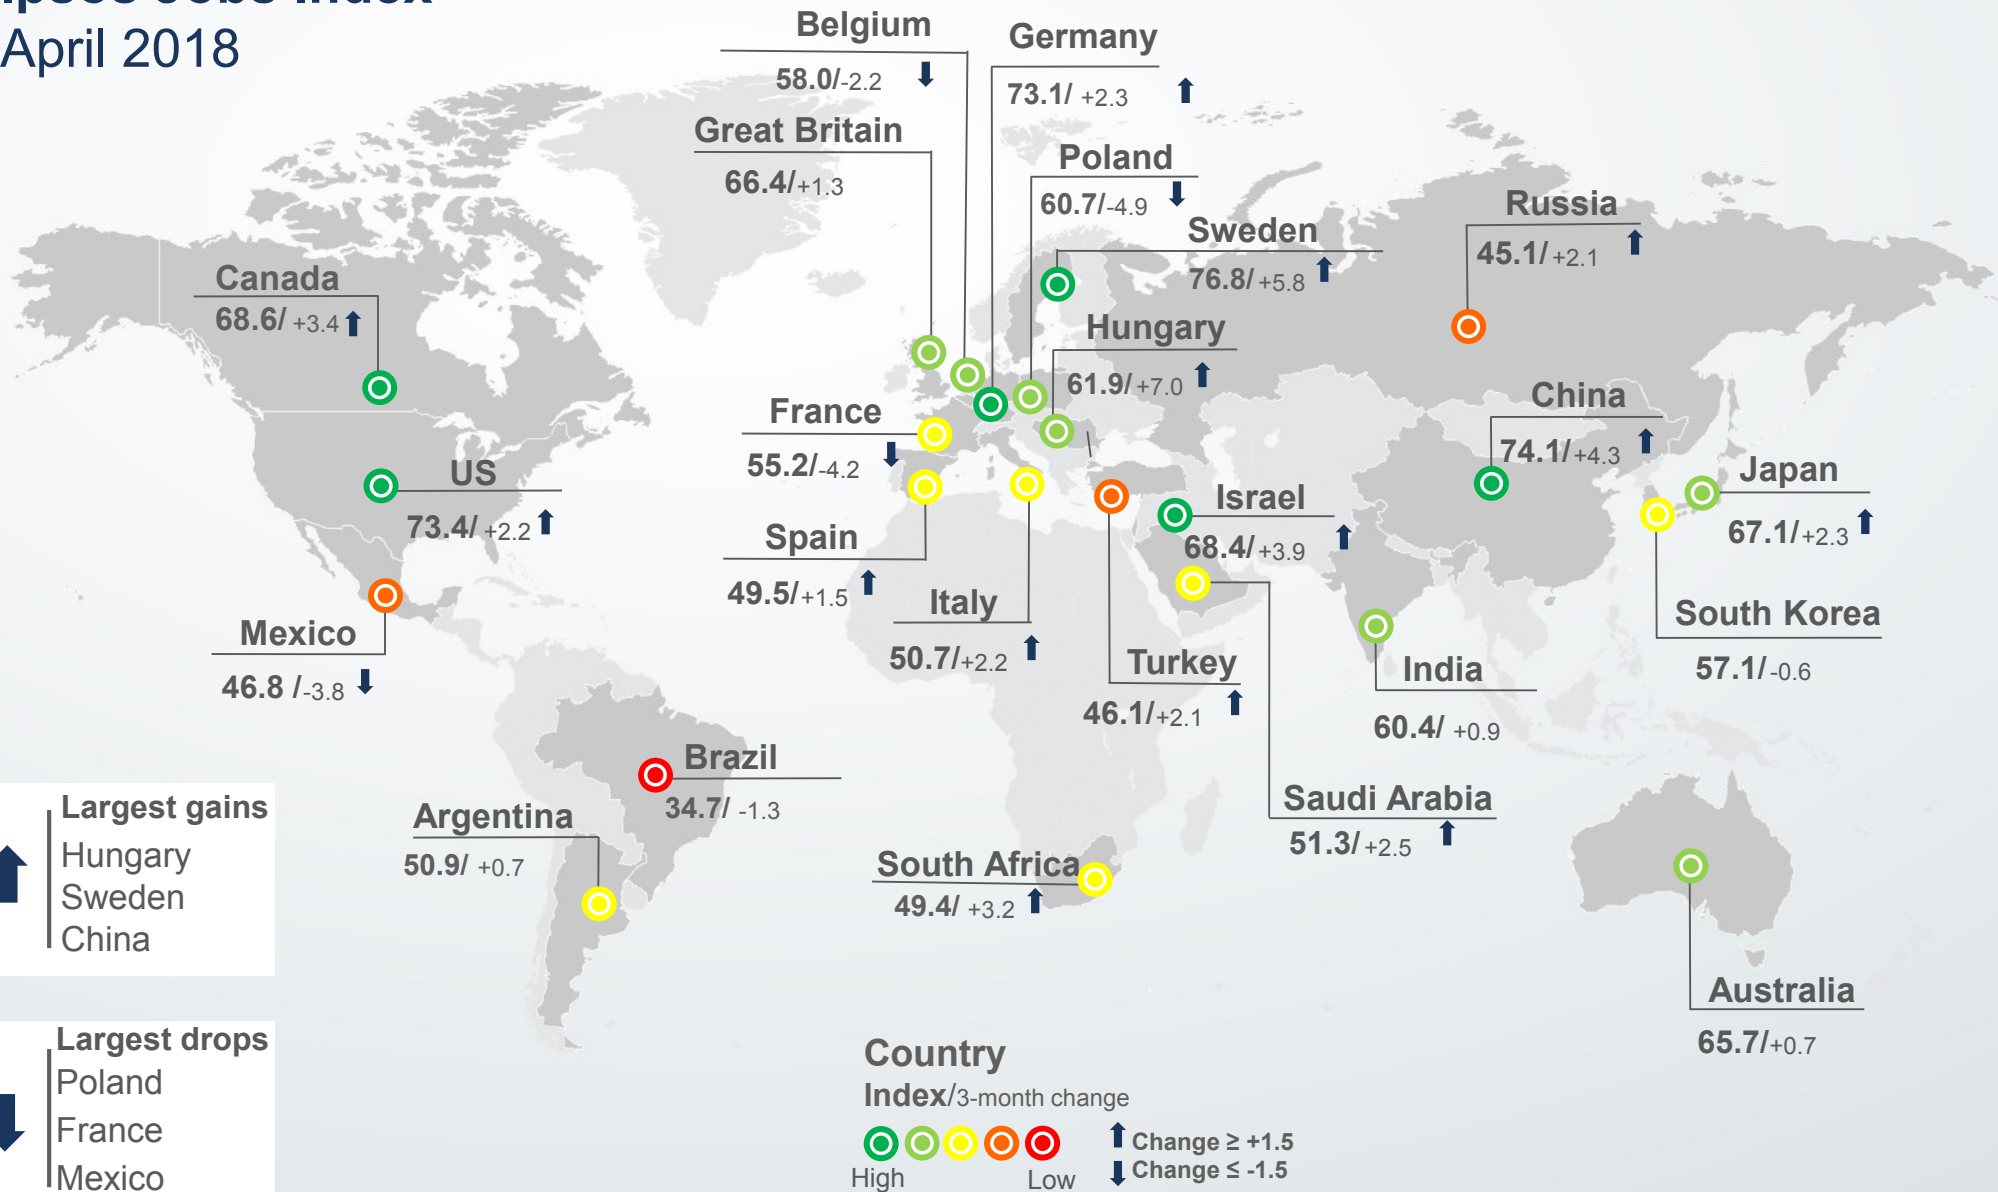 Ipsos Jobs Index
April 2018
Belgium
58.0/-2.2
Germany
73.1/ +2.3
Great Britain
66.4/+1.3
Poland
60.7/-4.9
Sweden
76.8/ +5.8
Russia
45.1/ +2.1
Canada
68.6/ +3.4
Hungary
61.9/+7.0
China
74.1/+4.3
France
55.2/-4.2
US
73.4/ +2.2
Japan
67.1/+2.3
Israel
68.4/+3.9
Spain
49.5/+1.5
Italy
50.7/+2.2
Mexico
46.8 /-3.8
South Korea
57.1/-0.6
Turkey
46.1/+2.1
India
60.4/ +0.9
Brazil
34.7/ -1.3
Argentina
50.9/ +0.7
Saudi Arabia
51.3/+2.5
South Africa
49.4/ +3.2
Australia
65.7/+0.7
Largest gains
Hungary
Sweden
China
Largest drops
Poland
France
Mexico
Country
Index/3-month change
High
Low
Change ≥ +1.5
Change ≤ -1.5